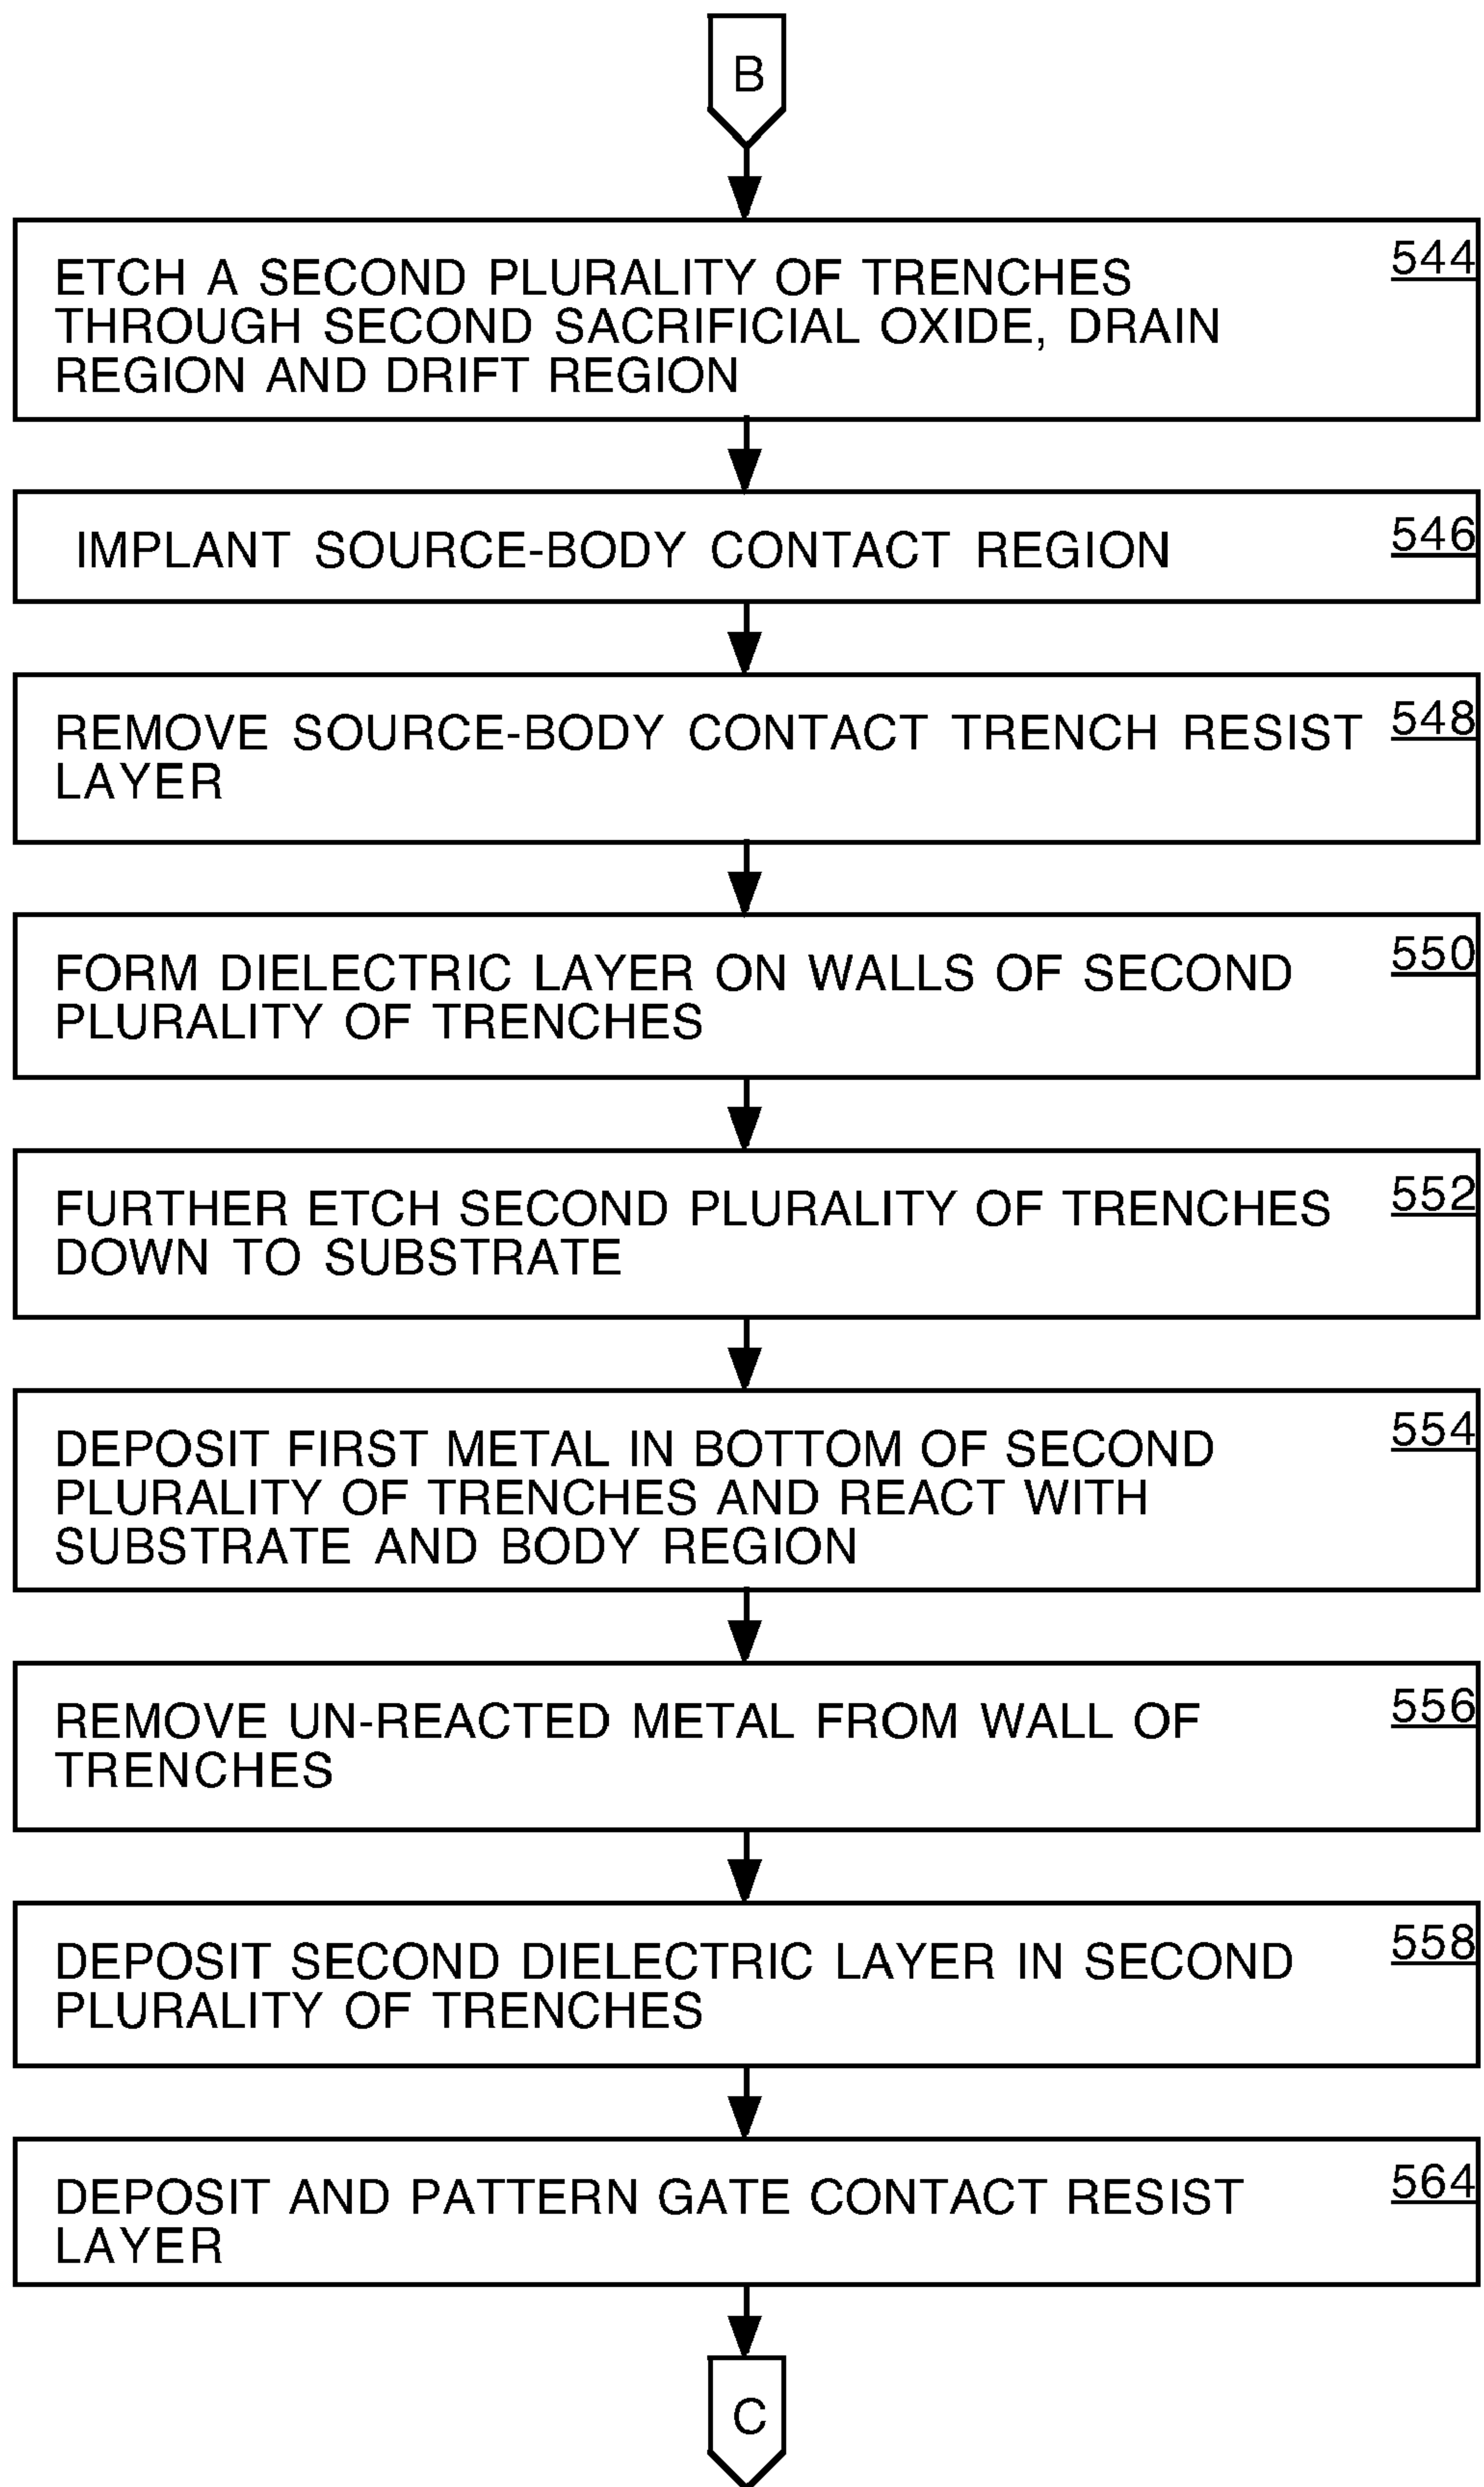 B
544
ETCH A SECOND PLURALITY OF TRENCHES
THROUGH SECOND SACRIFICIAL OXIDE, DRAIN
REGION AND DRIFT REGION
546
IMPLANT SOURCE-BODY CONTACT REGION
548
REMOVE SOURCE-BODY CONTACT TRENCH RESIST
LAYER
550
FORM DIELECTRIC LAYER ON WALLS OF SECOND
PLURALITY OF TRENCHES
552
FURTHER ETCH SECOND PLURALITY OF TRENCHES
DOWN TO SUBSTRATE
554
DEPOSIT FIRST METAL IN BOTTOM OF SECOND
PLURALITY OF TRENCHES AND REACT WITH
SUBSTRATE AND BODY REGION
556
REMOVE UN-REACTED METAL FROM WALL OF
TRENCHES
558
DEPOSIT SECOND DIELECTRIC LAYER IN SECOND
PLURALITY OF TRENCHES
564
DEPOSIT AND PATTERN GATE CONTACT RESIST
LAYER
C